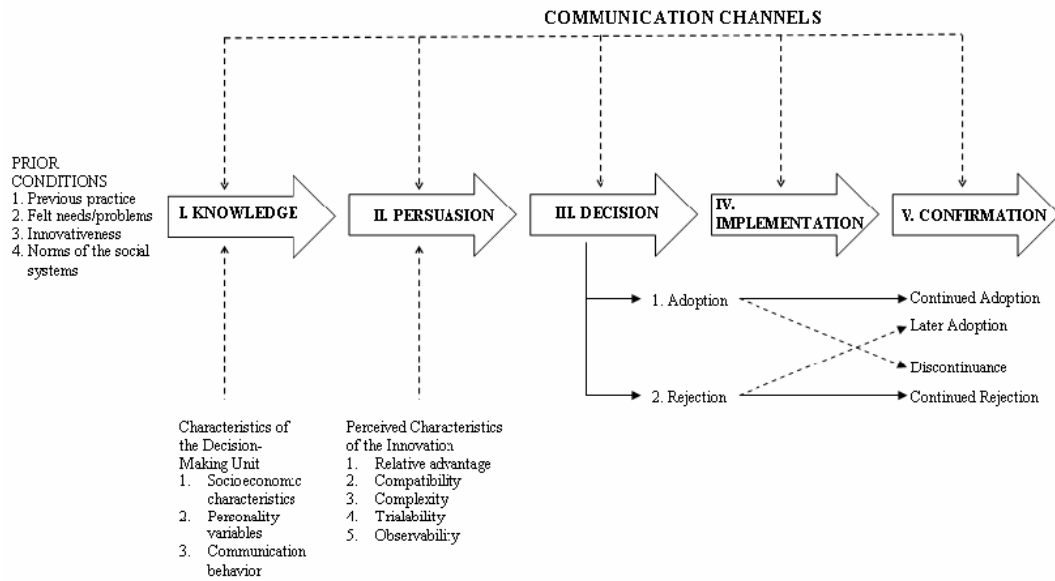 COMMUNICATION CHANNELS
PRIOR
CONDITIONS
1. Previous practice
2. Felt needs/problems
3. Innovativeness
4. Norms of the social
systems
I. KNOWLEDGE
II. PERSUASION
III. DECISION
IV.
IMPLEMENTATION
V. CONFIRMATION
1. Adoption
Continued Adoption
Later Adoption
Discontinuance
2. Rejection
Continued Rejection
Characteristics of
the Decision-
Making Unit
1. Socioeconomic
characteristics
2. Personality
variables
3. Communication
behavior
Perceived Characteristics
of the Innovation
1. Relative advantage
2. Compatibility
3. Complexity
4. Trialability
5. Observability